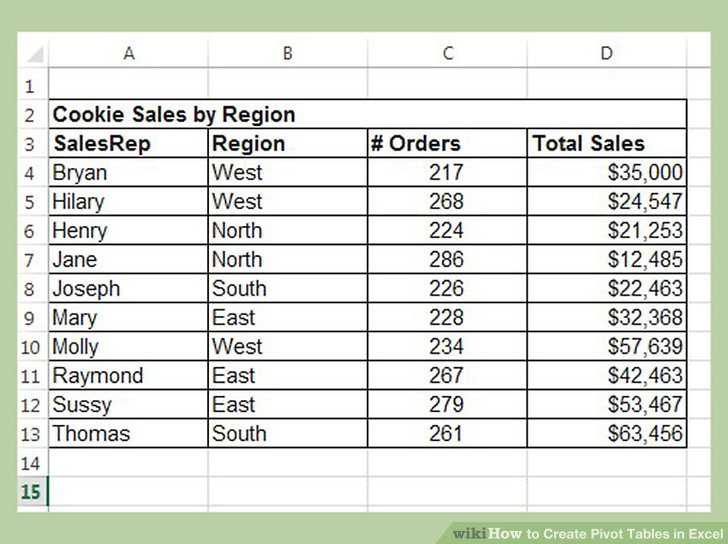 A B C D
1
2 Cookie Sales by Region
3 SalesRep Region # Orders Total Sales
4 Bryan West 217 $35,000
5 Hilary West 268 $24,547
6 Henry North 224 $21,253
7 Jane North 286 $12,485
8 Joseph South 226 $22,463
9 Mary East 228 $32,368
10 Molly West 234 $57,639
11 Raymond East 267 $42,463
12 Sussy East 279 $53,467
13 Thomas South 261 $63,456
14
15
wikiHow to Create Pivot Tables in Excel